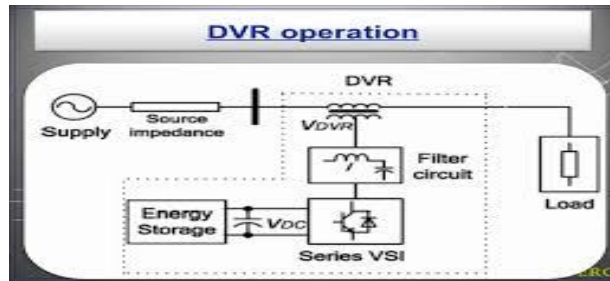 DVR operation
DVR
Supply
Source
impedance
VDVR
Filter
circuit
Load
Energy
Storage
VDC
Series VSI